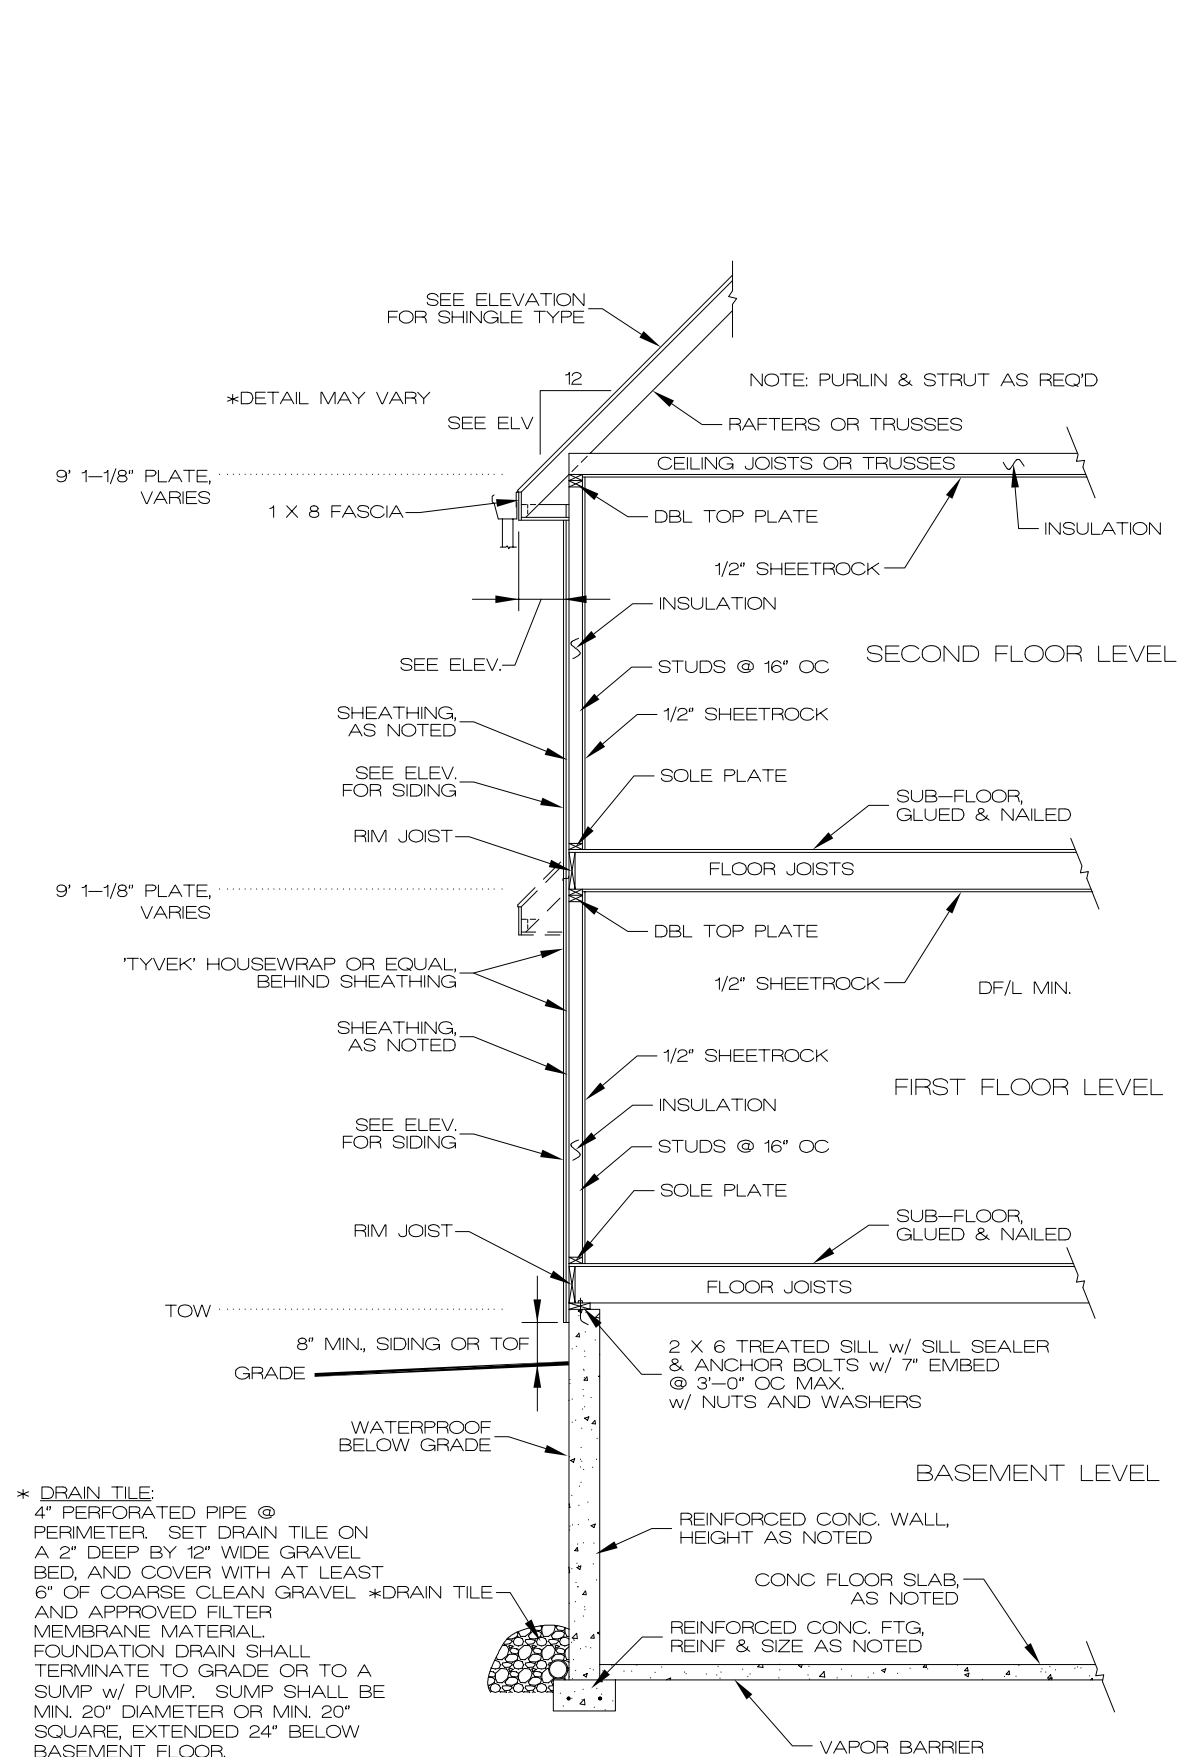 SEE ELEVATION
FOR SHINGLE TYPE
12
NOTE: PURLIN & STRUT AS REQ'D
*DETAIL MAY VARY
SEE ELV
RAFTERS OR TRUSSES
CEILING JOISTS OR TRUSSES
9' 1-1/8" PLATE,
VARIES
1 X 8 FASCIA
DBL TOP PLATE
INSULATION
1/2" SHEETROCK
INSULATION
SECOND FLOOR LEVEL
SEE ELEV.
STUDS @ 16" OC
SHEATHING,
AS NOTED
1/2" SHEETROCK
SEE ELEV.
FOR SIDING
SOLE PLATE
SUB-FLOOR,
GLUED & NAILED
RIM JOIST
FLOOR JOISTS
9' 1-1/8" PLATE,
VARIES
DBL TOP PLATE
'TYVEK' HOUSEWRAP OR EQUAL,
BEHIND SHEATHING
1/2" SHEETROCK
DF/L MIN.
SHEATHING,
AS NOTED
1/2" SHEETROCK
FIRST FLOOR LEVEL
INSULATION
SEE ELEV.
FOR SIDING
STUDS @ 16" OC
SOLE PLATE
SUB-FLOOR,
GLUED & NAILED
RIM JOIST
FLOOR JOISTS
TOW
8" MIN., SIDING OR TOF
GRADE
2 X 6 TREATED SILL w/ SILL SEALER
& ANCHOR BOLTS w/ 7" EMBED
@ 3'-0" OC MAX.
w/ NUTS AND WASHERS
WATERPROOF
BELOW GRADE
BASEMENT LEVEL
* DRAIN TILE:
4" PERFORATED PIPE @
PERIMETER. SET DRAIN TILE ON
A 2" DEEP BY 12" WIDE GRAVEL
BED, AND COVER WITH AT LEAST
6" OF COARSE CLEAN GRAVEL
AND APPROVED FILTER
MEMBRANE MATERIAL.
FOUNDATION DRAIN SHALL
TERMINATE TO GRADE OR TO A
SUMP w/ PUMP. SUMP SHALL BE
MIN. 20" DIAMETER OR MIN. 20"
SQUARE, EXTENDED 24" BELOW
BASEMENT FLOOR.
*DRAIN TILE
REINFORCED CONC. WALL,
HEIGHT AS NOTED
CONC FLOOR SLAB,
AS NOTED
REINFORCED CONC. FTG,
REINF & SIZE AS NOTED
VAPOR BARRIER